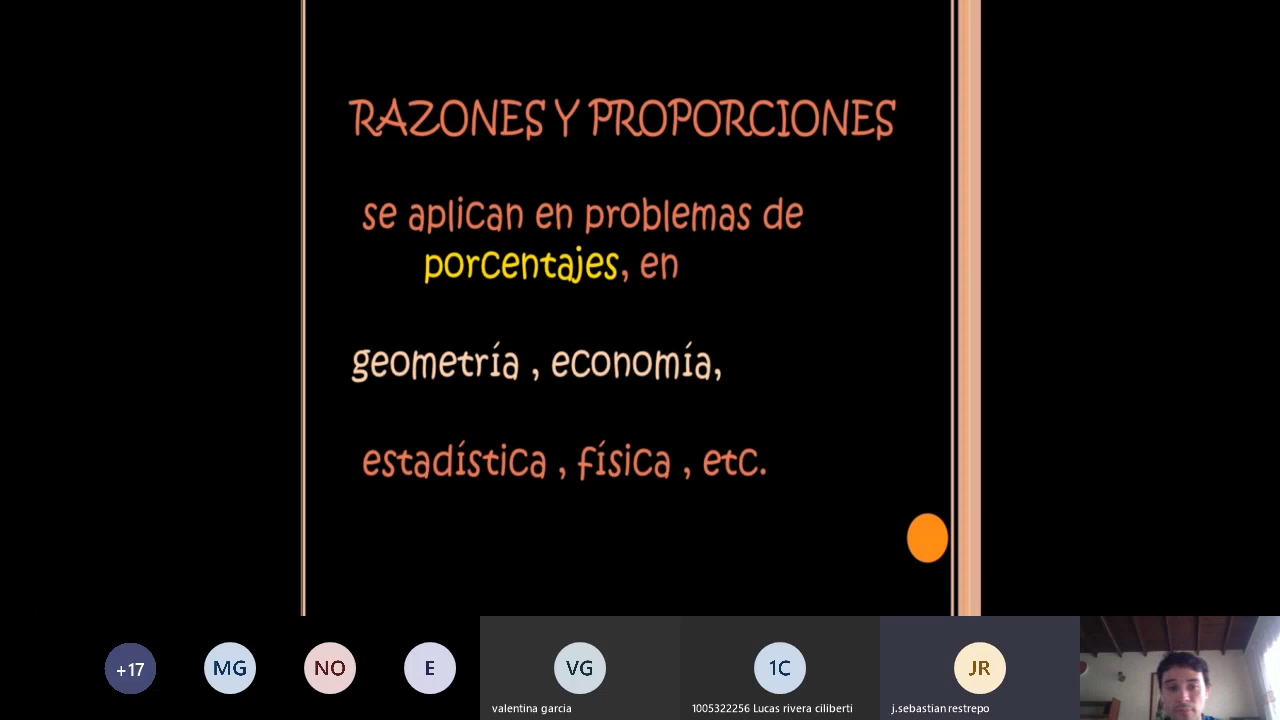 RAZONES Y PROPORCIONES
se aplican en problemas de
porcentajes, en
geometría , economía,
estadística , física , etc.
+17
MG
NO
E
VG
1C
JR
valentina garcia
1005322256 Lucas rivera ciliberti
j.sebastian restrepo